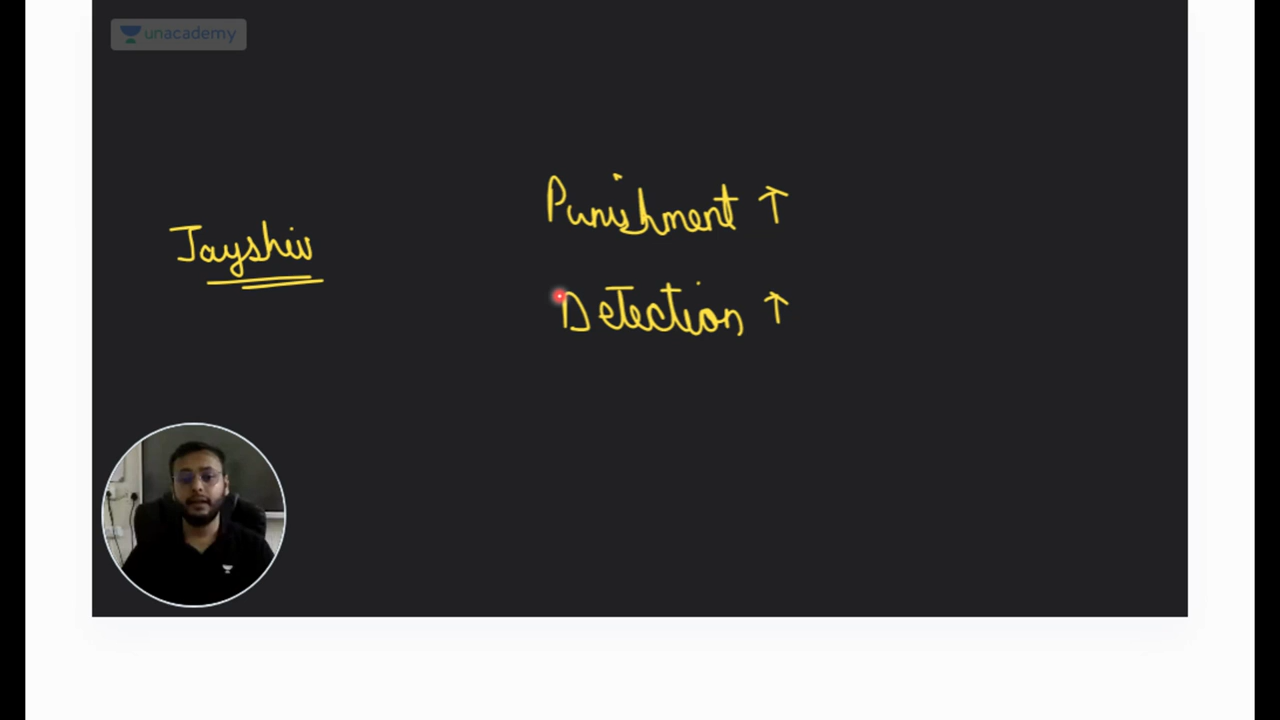 unacademy
Punishment ↑
Jayshiv
Detection ↑